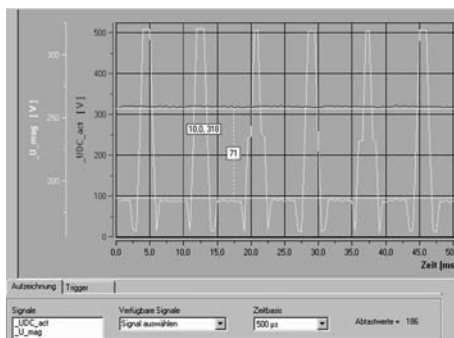 _U_mag [V]
300
250
200
_UDC_act [V]
500
400
300
200
100
0
10,0, 318
71
0,0 5,0 10,0 15,0 20,0 25,0 30,0 35,0 40,0 45,0 50,0
Zeit [ms
Aufzeichnung Trigger
Signale Verfügbare Signale Zeitbasis
_UDC_act Signal auswählen 500 µs Abtastwerte = 186
_U_mag